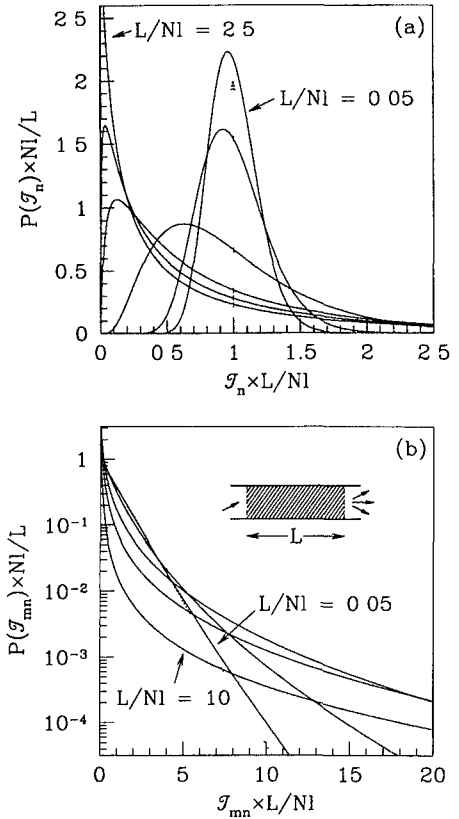 (a)
L/Nl = 2 5
L/Nl = 0 05
P(𝒯n)×Nl/L
2 5
2
1 5
1
0 5
0
0 0 5 1 1 5 2 2 5
𝒯n×L/Nl
(b)
L
L/Nl = 0 05
L/Nl = 10
P(𝒯mn)×Nl/L
1
10⁻¹
10⁻²
10⁻³
10⁻⁴
0 5 10 15 20
𝒯mn×L/Nl